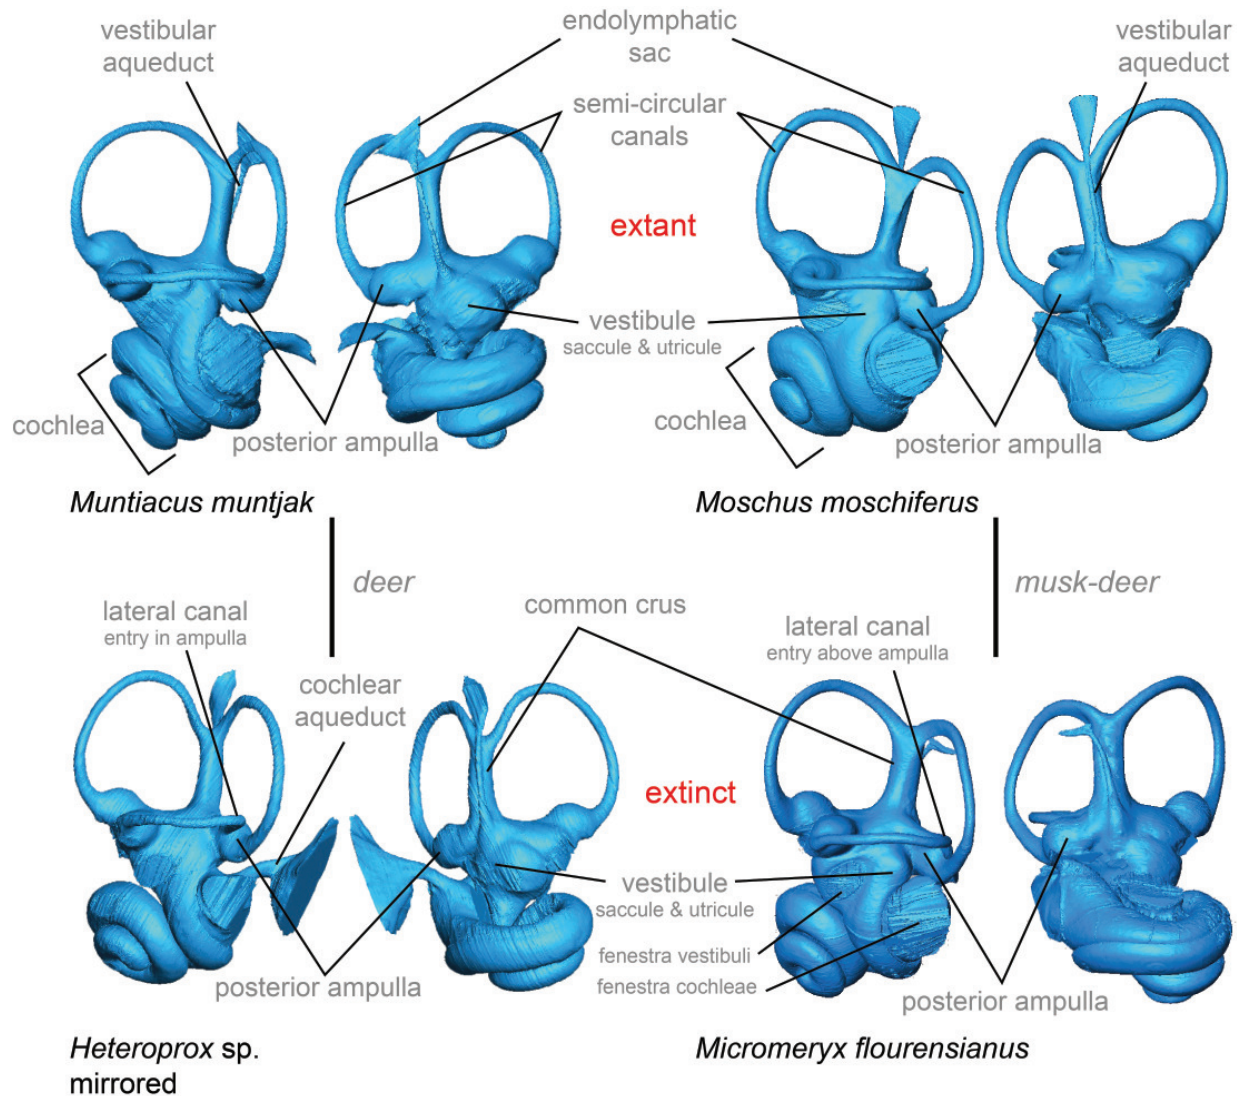 vestibular
aqueduct
endolymphatic
sac
vestibular
aqueduct
semi-circular
canals
extant
vestibule
saccule & utricule
cochlea
posterior ampulla
cochlea
posterior ampulla
Muntiacus muntjak
Moschus moschiferus
deer
musk-deer
lateral canal
entry in ampulla
common crus
lateral canal
entry above ampulla
cochlear
aqueduct
extinct
vestibule
saccule & utricule
fenestra vestibuli
fenestra cochleae
posterior ampulla
posterior ampulla
Heteroprox sp.
mirrored
Micromeryx flourensianus